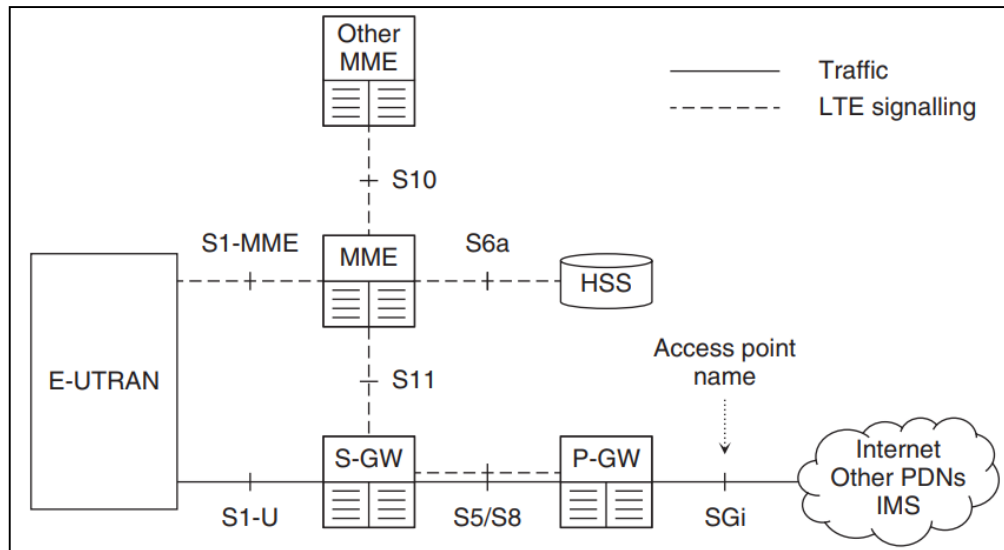 Other
MME
Traffic
LTE signalling
S10
S1-MME
MME
S6a
HSS
E-UTRAN
S11
Access point
name
S-GW
P-GW
Internet
Other PDNs
IMS
S1-U
S5/S8
SGi